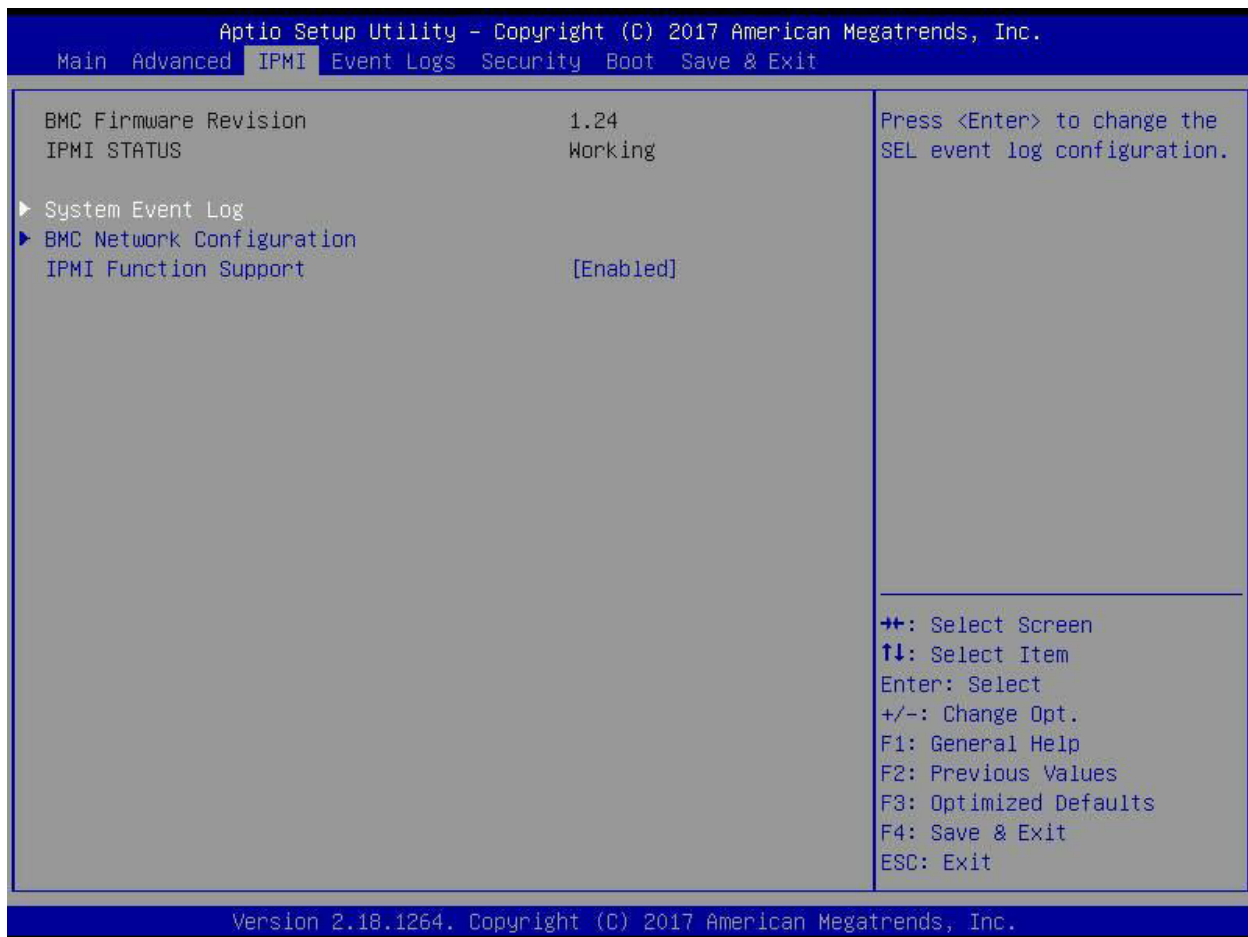 Aptio Setup Utility – Copyright (C) 2017 American Megatrends, Inc.
Main Advanced IPMI Event Logs Security Boot Save & Exit
BMC Firmware Revision 1.24
IPMI STATUS Working
System Event Log
BMC Network Configuration
IPMI Function Support [Enabled]
Press <Enter> to change the
SEL event log configuration.
→←: Select Screen
↑↓: Select Item
Enter: Select
+/-: Change Opt.
F1: General Help
F2: Previous Values
F3: Optimized Defaults
F4: Save & Exit
ESC: Exit
Version 2.18.1264. Copyright (C) 2017 American Megatrends, Inc.